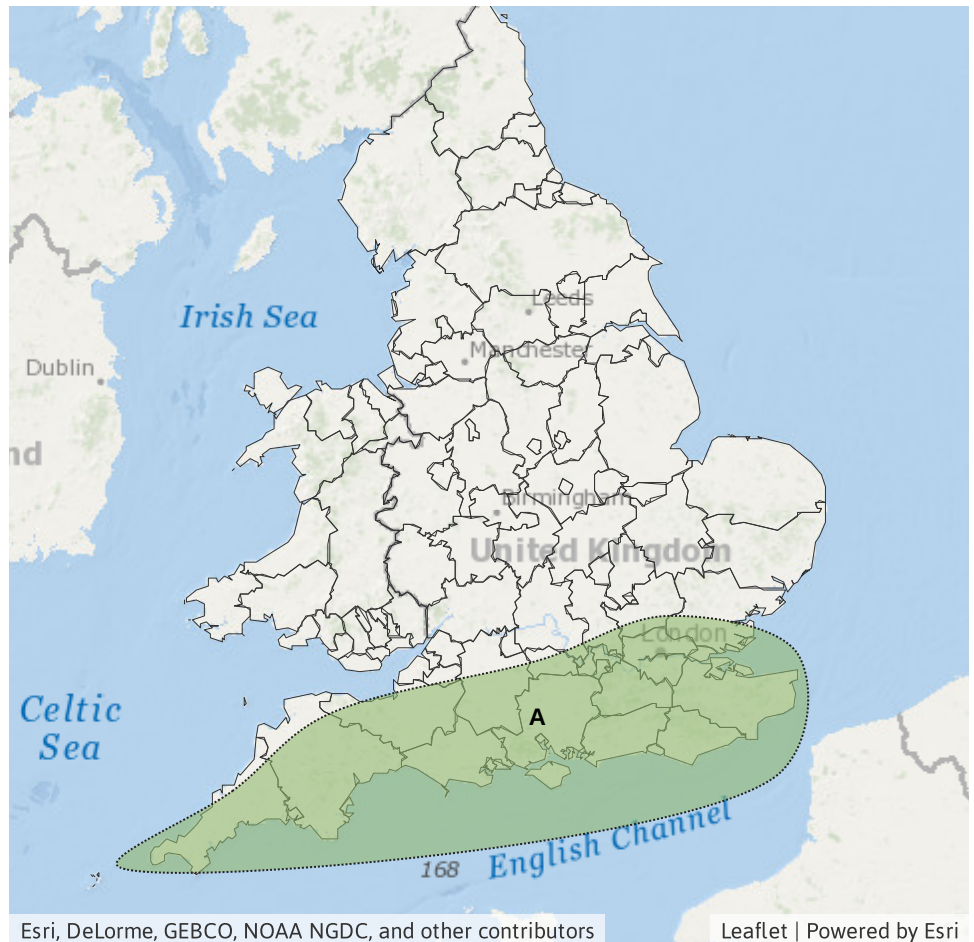 Leeds
Irish Sea
Manchester
Dublin
nd
Birmingham
United Kingdom
London
Celtic
Sea
A
English Channel
168
Esri, DeLorme, GEBCO, NOAA NGDC, and other contributors
Leaflet | Powered by Esri